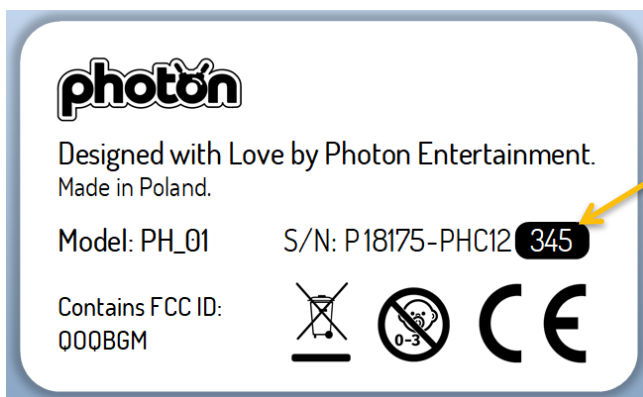 photon
Designed with Love by Photon Entertainment.
Made in Poland.
Model: PH_01 S/N: P18175-PHC12 345
Contains FCC ID:
QOQBGM
0-3
CE